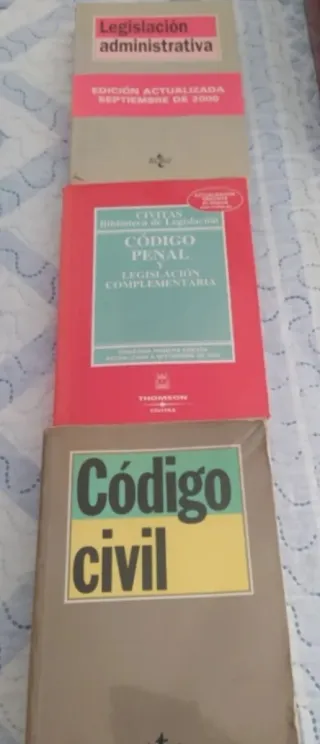 Legislación
administrativa
EDICIÓN ACTUALIZADA
SEPTIEMBRE DE 2000
CIVITAS
Biblioteca de Legislación
CÓDIGO
PENAL
Y
LEGISLACIÓN
COMPLEMENTARIA
THOMSON
CIVITAS
Código
civil